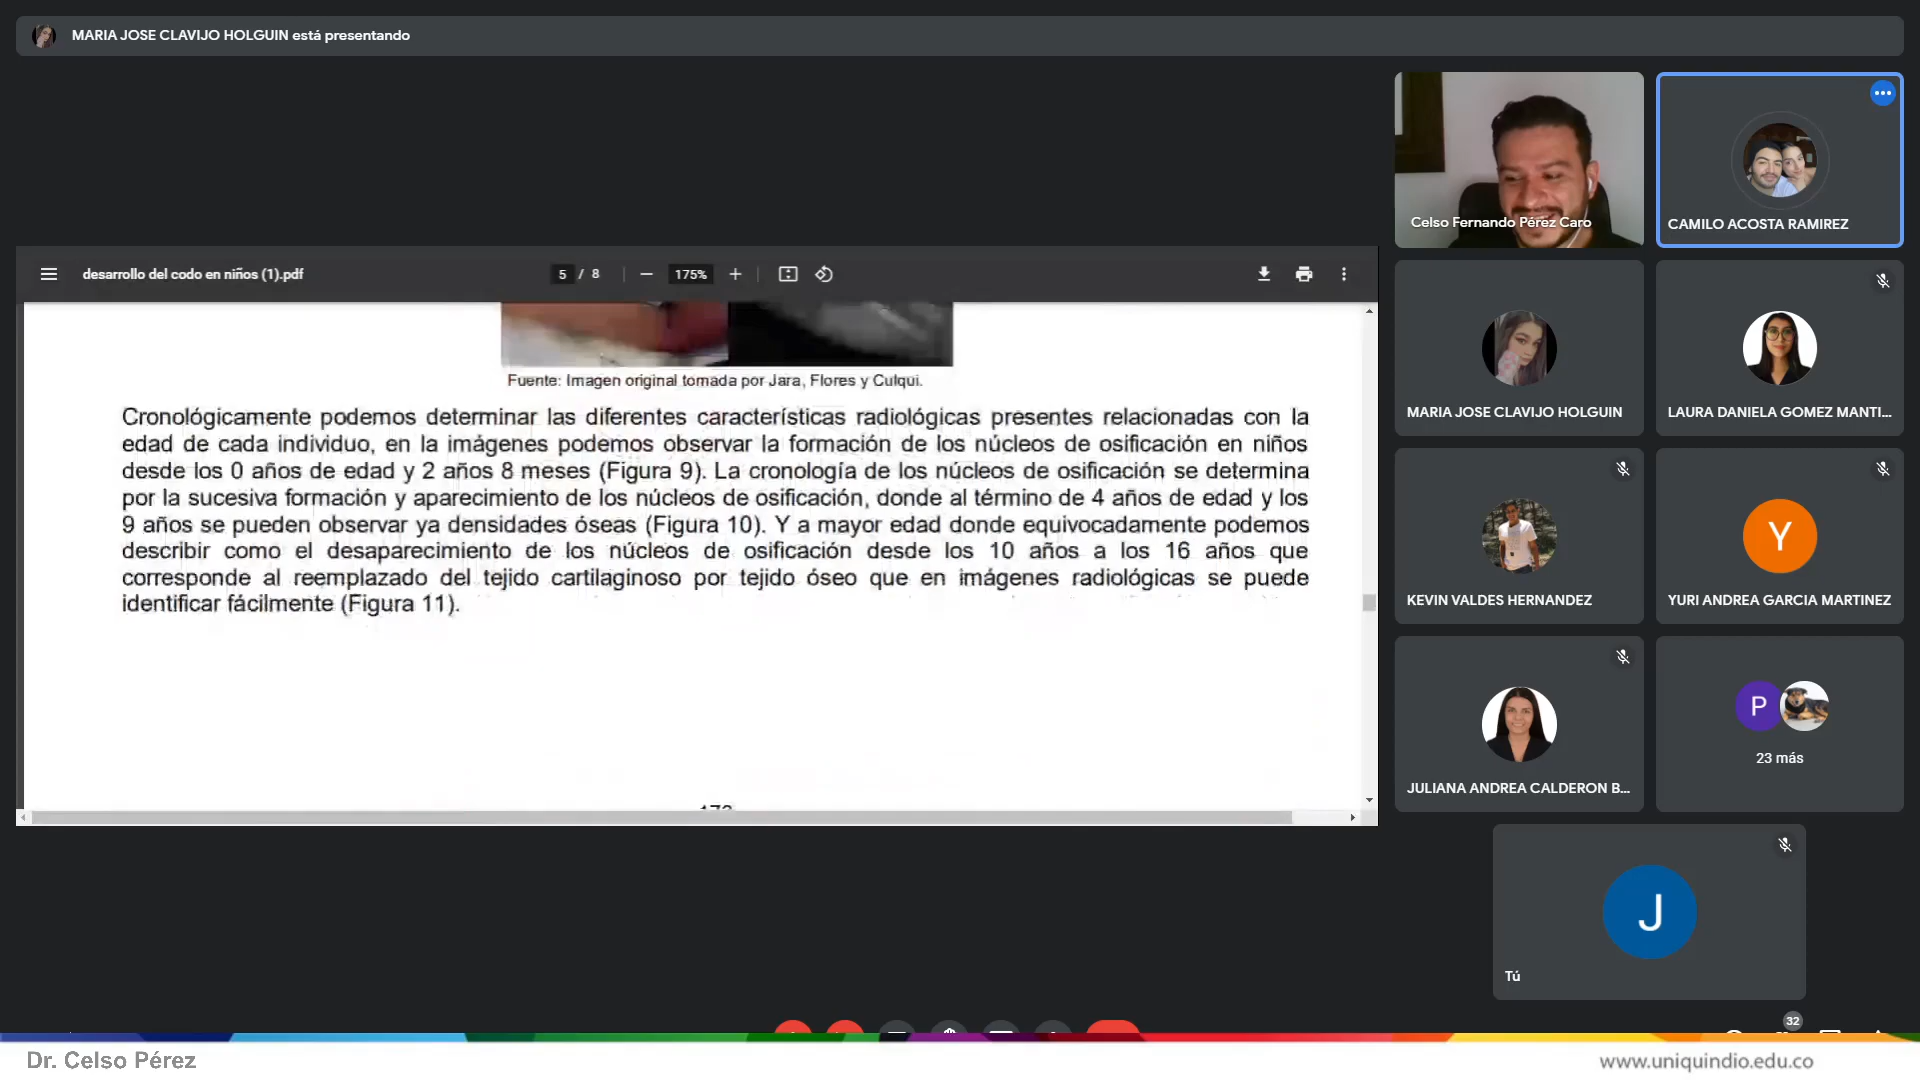 MARIA JOSE CLAVIJO HOLGUIN está presentando
Celso Fernando Pérez Caro
CAMILO ACOSTA RAMIREZ
desarrollo del codo en niños (1).pdf
5 / 8
175%
Fuente: Imagen original tomada por Jara, Flores y Culqui.
Cronológicamente podemos determinar las diferentes características radiológicas presentes relacionadas con la
edad de cada individuo, en la imágenes podemos observar la formación de los núcleos de osificación en niños
desde los 0 años de edad y 2 años 8 meses (Figura 9). La cronología de los núcleos de osificación se determina
por la sucesiva formación y aparecimiento de los núcleos de osificación, donde al término de 4 años de edad y los
9 años se pueden observar ya densidades óseas (Figura 10). Y a mayor edad donde equivocadamente podemos
describir como el desaparecimiento de los núcleos de osificación desde los 10 años a los 16 años que
corresponde al reemplazado del tejido cartilaginoso por tejido óseo que en imágenes radiológicas se puede
identificar fácilmente (Figura 11).
MARIA JOSE CLAVIJO HOLGUIN
LAURA DANIELA GOMEZ MANTI...
KEVIN VALDES HERNANDEZ
Y
YURI ANDREA GARCIA MARTINEZ
JULIANA ANDREA CALDERON B...
P
23 más
J
Tú
32
Dr. Celso Pérez
www.uniquindio.edu.co